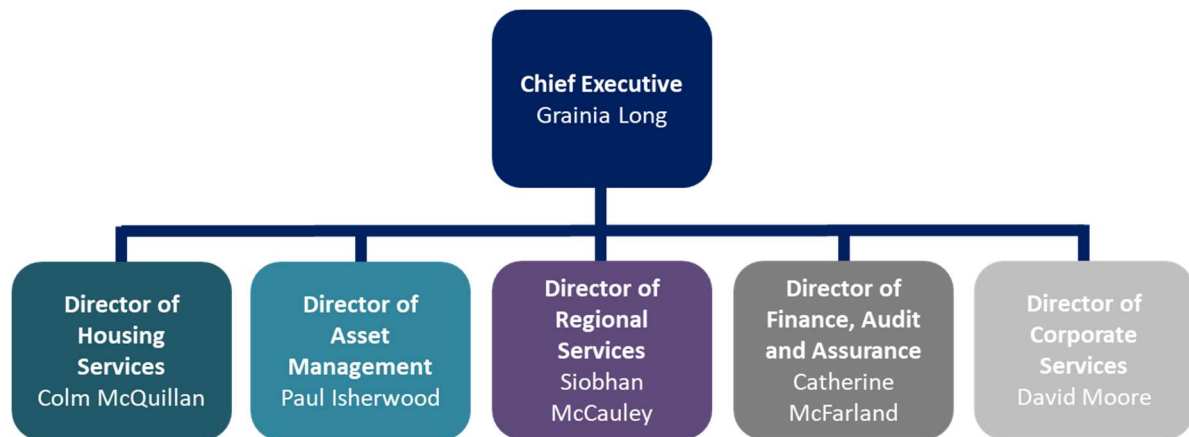 Chief Executive
Grainia Long
Director of
Housing
Services
Colm McQuillan
Director of
Asset
Management
Paul Isherwood
Director of
Regional
Services
Siobhan
McCauley
Director of
Finance, Audit
and Assurance
Catherine
McFarland
Director of
Corporate
Services
David Moore